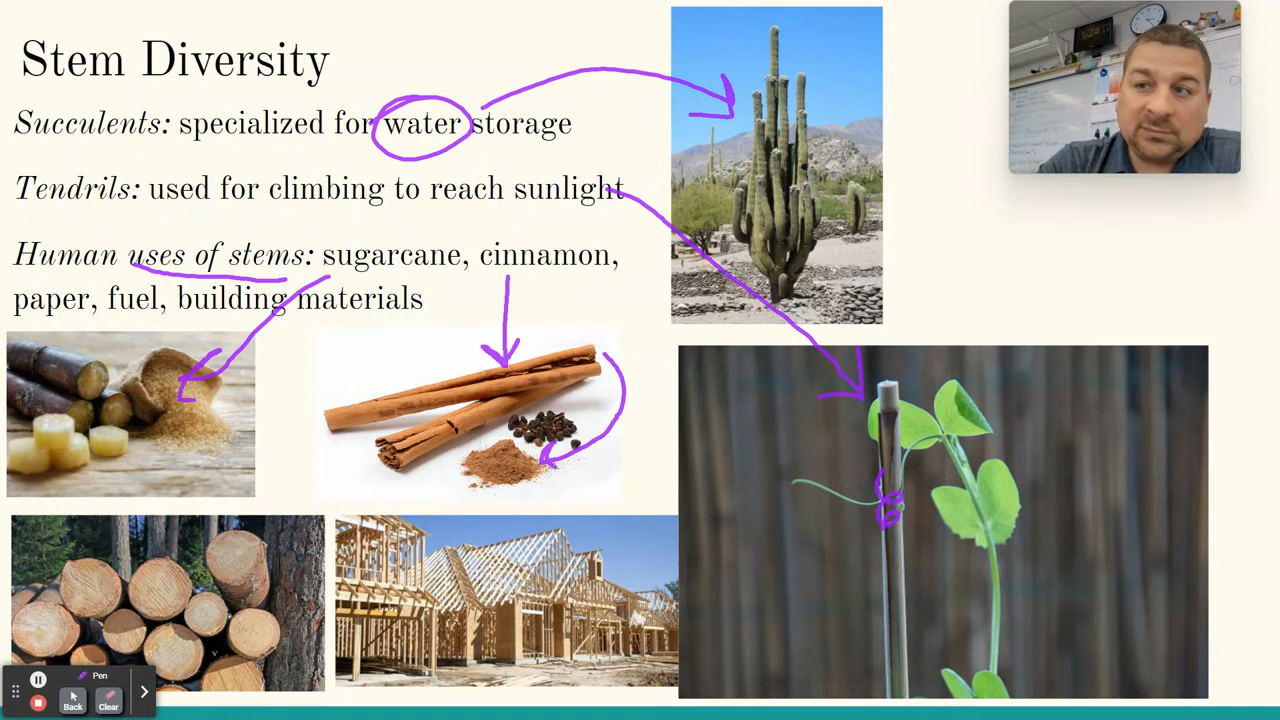 Stem Diversity
Succulents: specialized for water storage
Tendrils: used for climbing to reach sunlight
Human uses of stems: sugarcane, cinnamon,
paper, fuel, building materials
Pen
Back
Clear